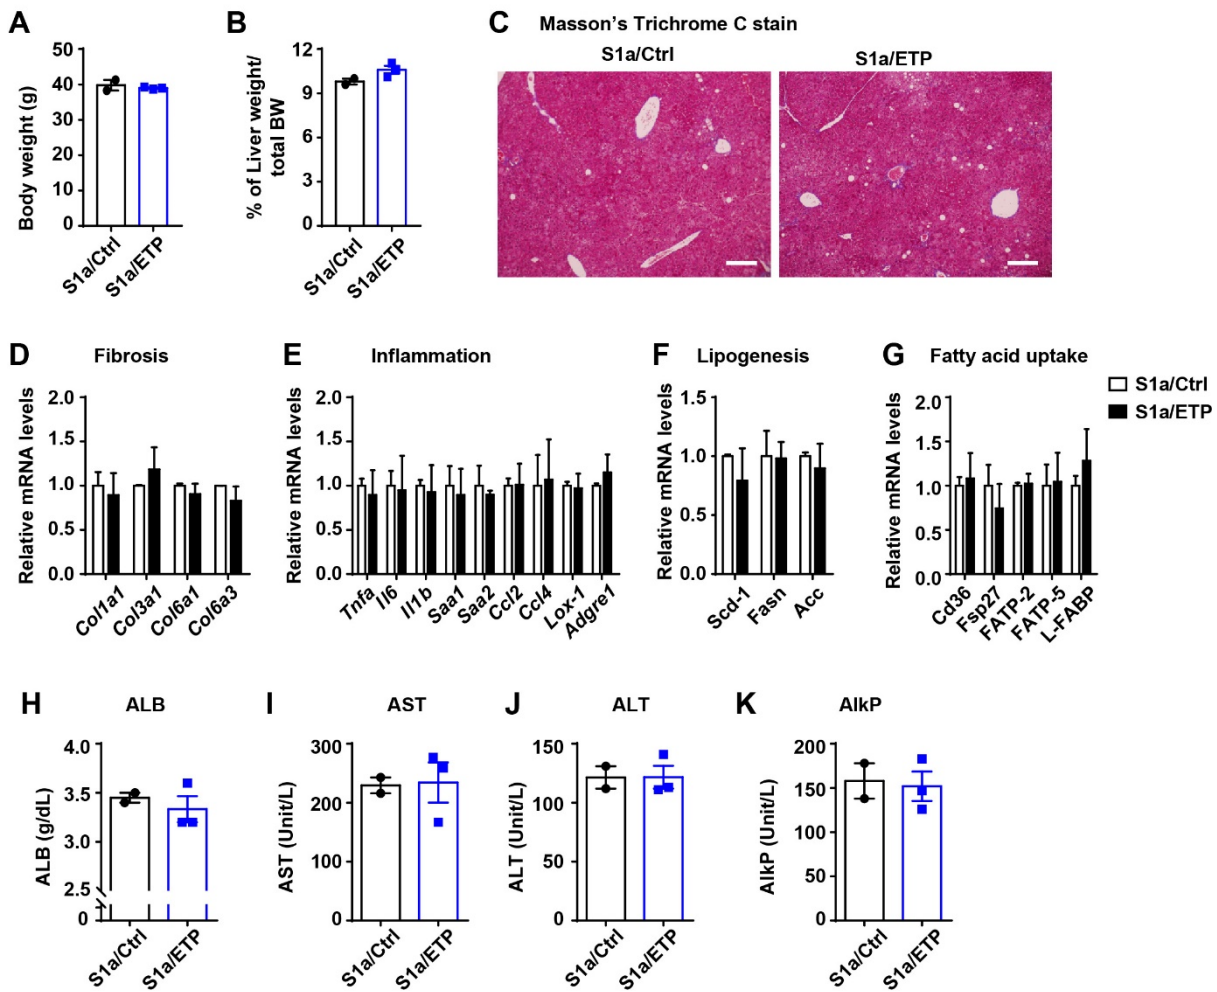 A
B
C
Masson's Trichrome C stain
S1a/Ctrl
S1a/ETP
Body weight (g)
50
40
30
20
10
0
S1a/Ctrl
S1a/ETP
% of Liver weight/
total BW
12
9
6
3
0
S1a/Ctrl
S1a/ETP
D
Fibrosis
Relative mRNA levels
2.0
1.5
1.0
0.5
0.0
Col1a1
Col3a1
Col6a1
Col6a3
E
Inflammation
Relative mRNA levels
2.0
1.5
1.0
0.5
0.0
Tnfa
Il6
Il1b
Saa1
Saa2
Ccl2
Ccl4
Lox-1
Adgre1
F
Lipogenesis
Relative mRNA levels
1.5
1.0
0.5
0.0
Scd-1
Fasn
Acc
G
Fatty acid uptake
Relative mRNA levels
2.0
1.5
1.0
0.5
0.0
Cd36
Fsp27
FATP-2
FATP-5
L-FABP
S1a/Ctrl
S1a/ETP
H
ALB
ALB (g/dL)
4.0
3.5
3.0
2.5
0
S1a/Ctrl
S1a/ETP
I
AST
AST (Unit/L)
300
200
100
0
S1a/Ctrl
S1a/ETP
J
ALT
ALT (Unit/L)
150
100
50
0
S1a/Ctrl
S1a/ETP
K
AlkP
AlkP (Unit/L)
200
150
100
50
0
S1a/Ctrl
S1a/ETP